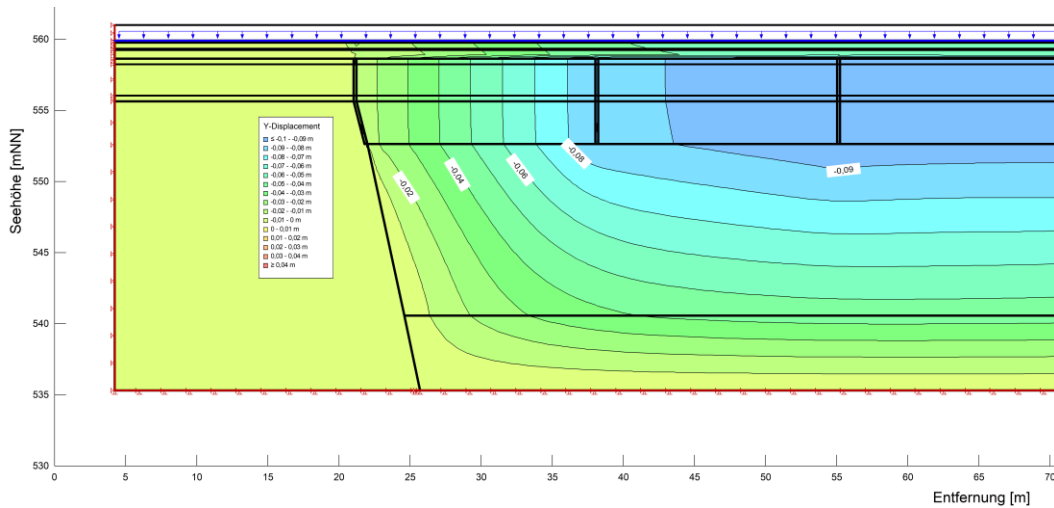 560
555
550
545
540
535
530
Seehöhe [mNN]
Y-Displacement
≤ -0,1 - -0,09 m
-0,09 - -0,08 m
-0,08 - -0,07 m
-0,07 - -0,06 m
-0,06 - -0,05 m
-0,05 - -0,04 m
-0,04 - -0,03 m
-0,03 - -0,02 m
-0,02 - -0,01 m
-0,01 - 0 m
0 - 0,01 m
0,01 - 0,02 m
0,02 - 0,03 m
0,03 - 0,04 m
≥ 0,04 m
-0,02
-0,04
-0,06
-0,08
-0,09
0 5 10 15 20 25 30 35 40 45 50 55 60 65 70
Entfernung [m]